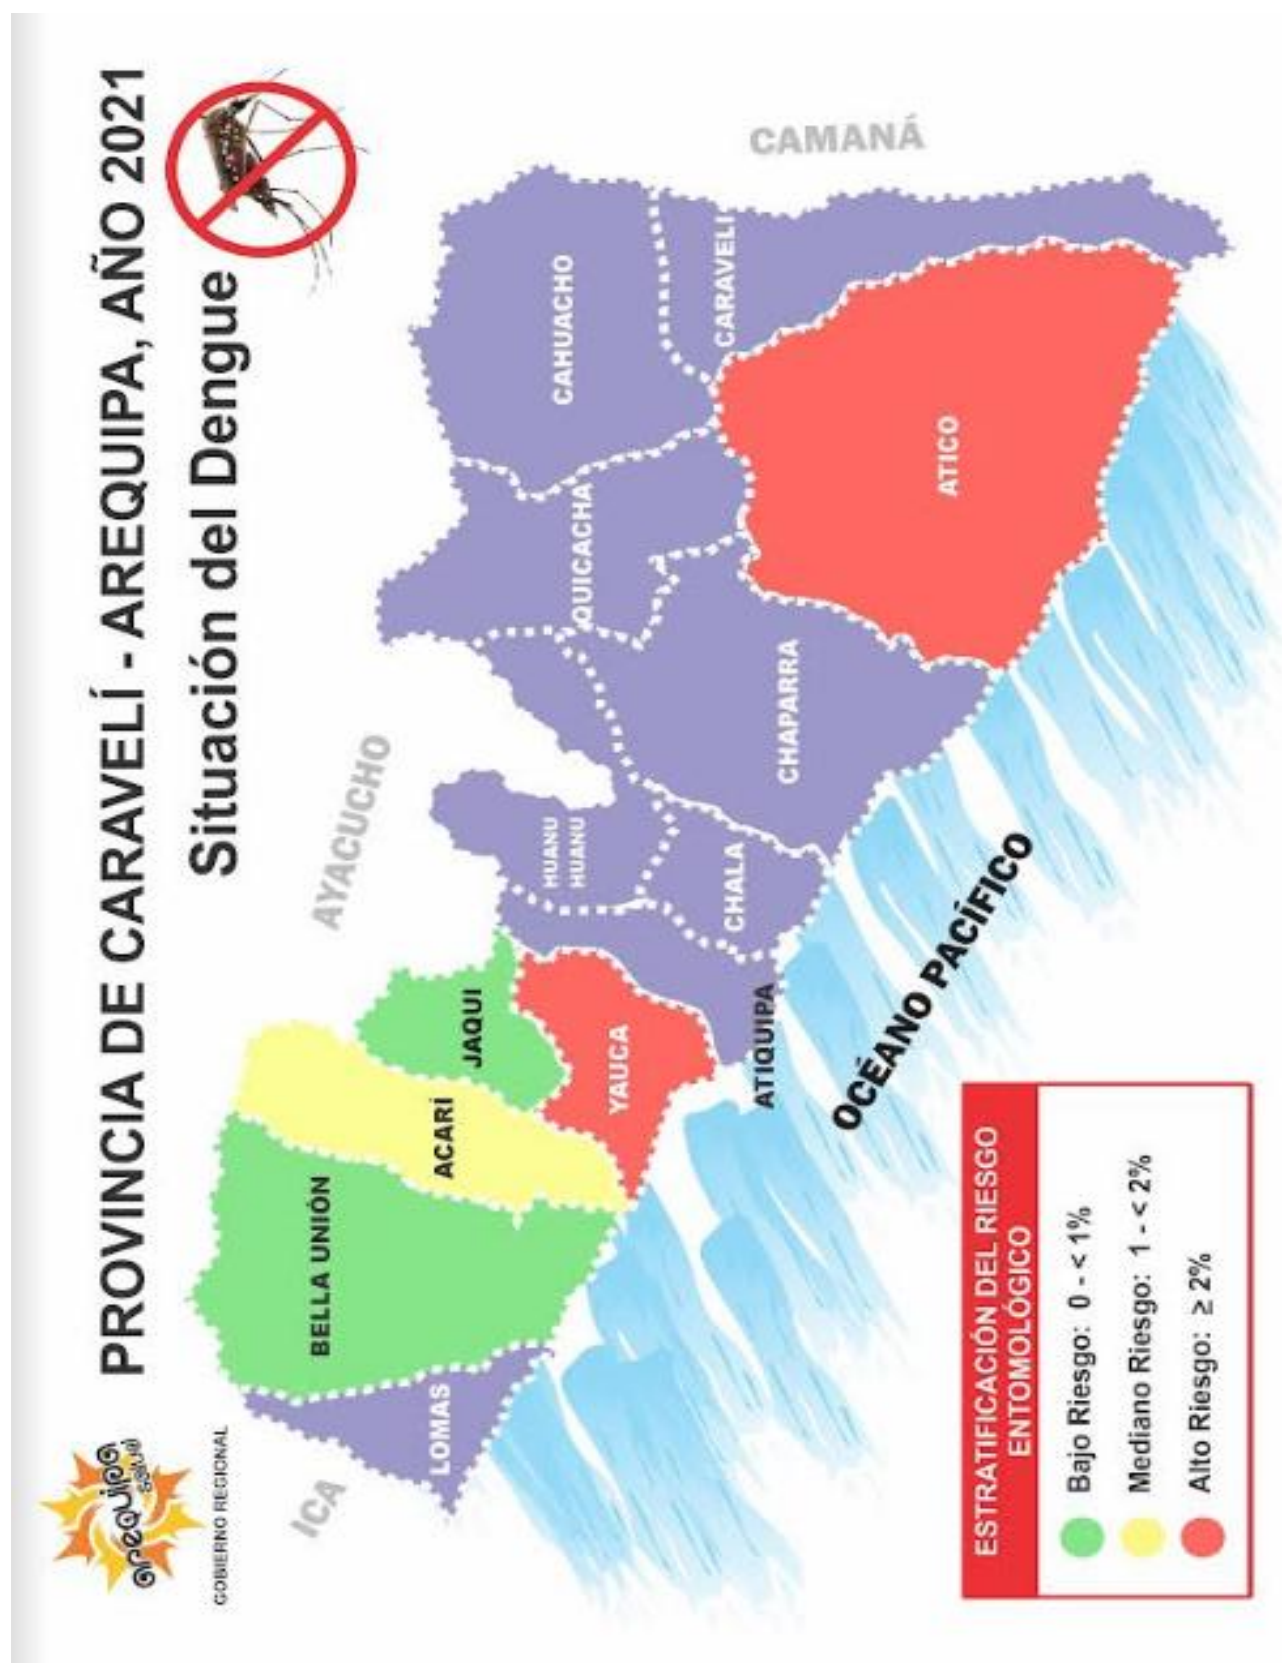 PROVINCIA DE CARAVELÍ - AREQUIPA, AÑO 2021
Situación del Dengue
arequipa
GOBIERNO REGIONAL
ICA
AYACUCHO
CAMANÁ
LOMAS
BELLA UNIÓN
ACARÍ
JAQUI
YAUCA
ATIQUIPA
HUANU
HUANU
CHALA
CHAPARRA
QUICACHA
CAHUACHO
CARAVELI
ATICO
OCÉANO PACÍFICO
ESTRATIFICACIÓN DEL RIESGO
ENTOMOLÓGICO
Bajo Riesgo: 0 - < 1%
Mediano Riesgo: 1 - < 2%
Alto Riesgo: ≥ 2%